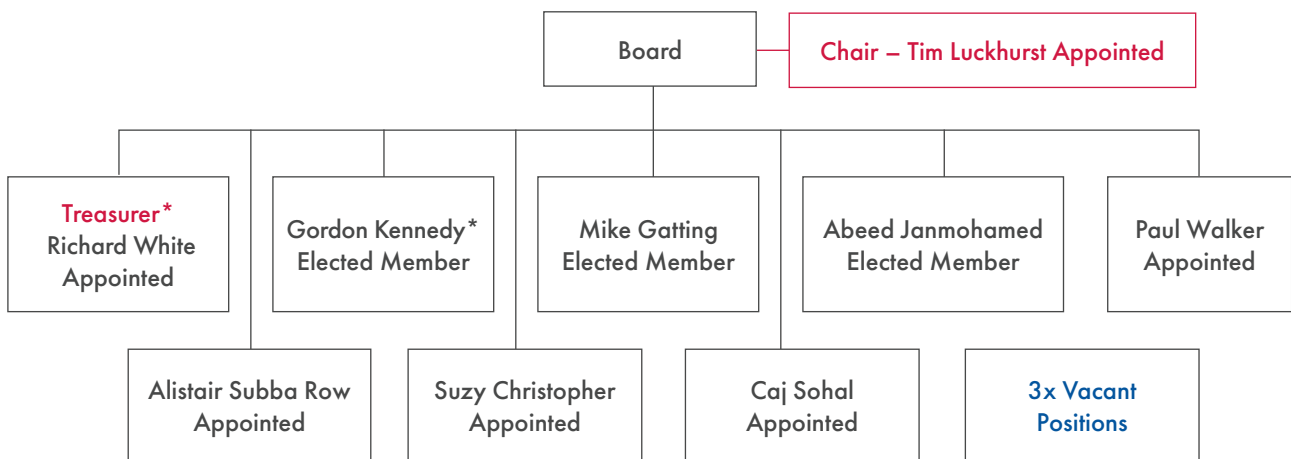 Board
Chair – Tim Luckhurst Appointed
Treasurer*
Richard White
Appointed
Gordon Kennedy*
Elected Member
Mike Gatting
Elected Member
Abeed Janmohamed
Elected Member
Paul Walker
Appointed
Alistair Subba Row
Appointed
Suzy Christopher
Appointed
Caj Sohal
Appointed
3x Vacant
Positions